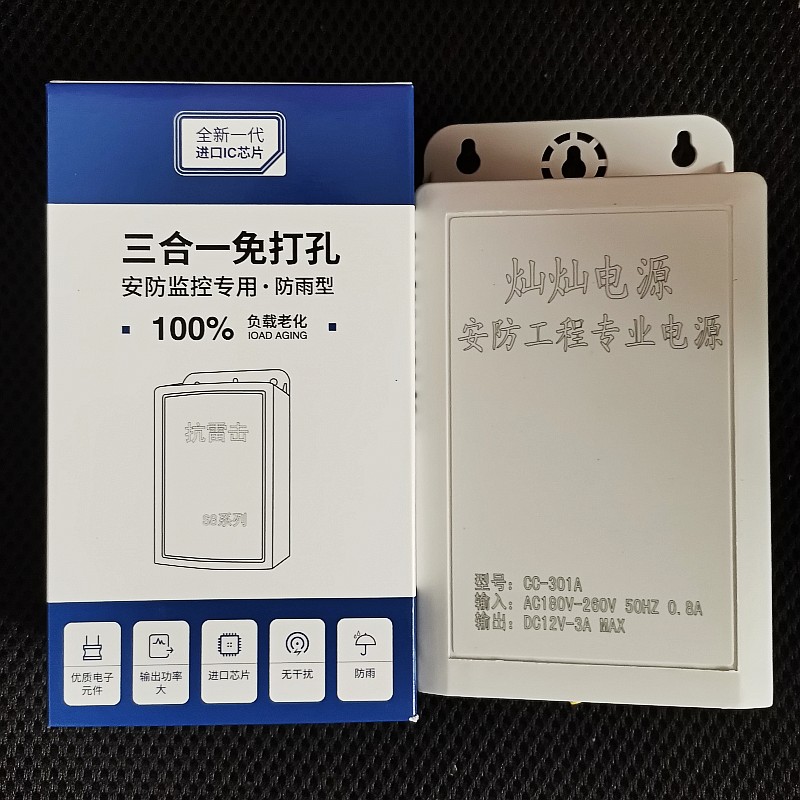 全新一代
进口IC芯片
三合一免打孔
安防监控专用·防雨型
100% 负载老化
IOAD AGING
抗雷击
SG系列
优质电子
元件
输出功率
大
进口芯片
无干扰
防雨
灿灿电源
安防工程专业电源
型号: CC-301A
输入: AC180V-260V 50HZ 0.8A
输出: DC12V-3A MAX